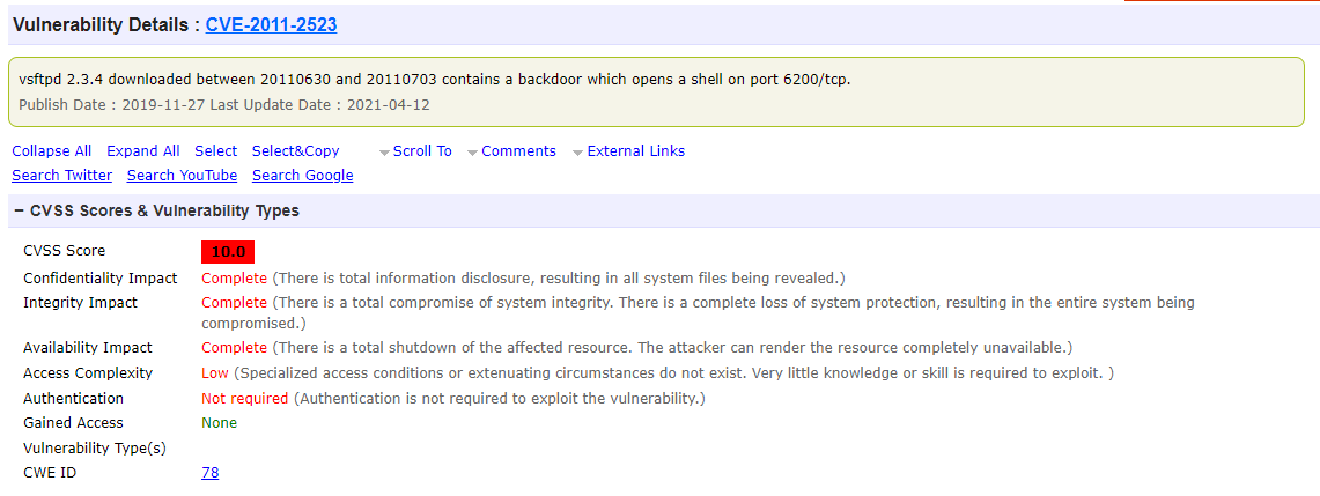 Vulnerability Details : CVE-2011-2523
vsftpd 2.3.4 downloaded between 20110630 and 20110703 contains a backdoor which opens a shell on port 6200/tcp.
Publish Date : 2019-11-27 Last Update Date : 2021-04-12
Collapse All Expand All Select Select&Copy Scroll To Comments External Links
Search Twitter Search YouTube Search Google
− CVSS Scores & Vulnerability Types
CVSS Score 10.0
Confidentiality Impact Complete (There is total information disclosure, resulting in all system files being revealed.)
Integrity Impact Complete (There is a total compromise of system integrity. There is a complete loss of system protection, resulting in the entire system being
compromised.)
Availability Impact Complete (There is a total shutdown of the affected resource. The attacker can render the resource completely unavailable.)
Access Complexity Low (Specialized access conditions or extenuating circumstances do not exist. Very little knowledge or skill is required to exploit. )
Authentication Not required (Authentication is not required to exploit the vulnerability.)
Gained Access None
Vulnerability Type(s)
CWE ID 78